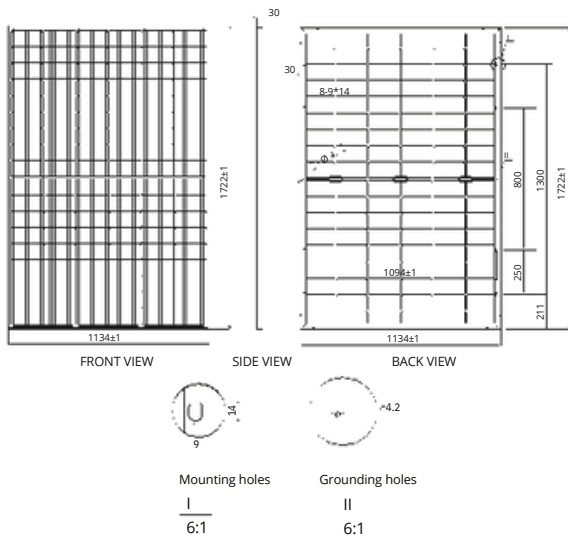 30
I
30
8-9*14
II
Ø
1722±1
800
1300
1722±1
1094±1
250
211
1134±1
1134±1
FRONT VIEW
SIDE VIEW
BACK VIEW
14
4.2
9
Mounting holes
Grounding holes
I
II
6:1
6:1